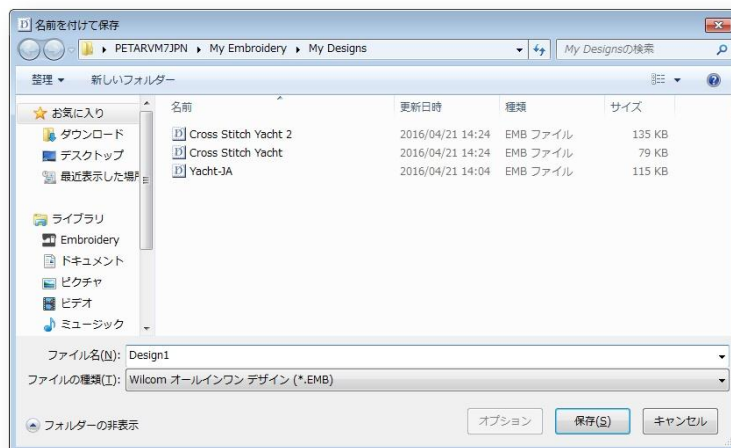 名前を付けて保存
PETARVM7JPN ▸ My Embroidery ▸ My Designs
My Designsの検索
整理 新しいフォルダー
名前 更新日時 種類 サイズ
お気に入り
ダウンロード
デスクトップ
最近表示した場所
Cross Stitch Yacht 2 2016/04/21 14:24 EMB ファイル 135 KB
Cross Stitch Yacht 2016/04/21 14:24 EMB ファイル 79 KB
Yacht-JA 2016/04/21 14:04 EMB ファイル 115 KB
ライブラリ
Embroidery
ドキュメント
ピクチャ
ビデオ
ミュージック
ファイル名(N): Design1
ファイルの種類(T): Wilcom オールインワン デザイン (*.EMB)
フォルダーの非表示
オプション 保存(S) キャンセル